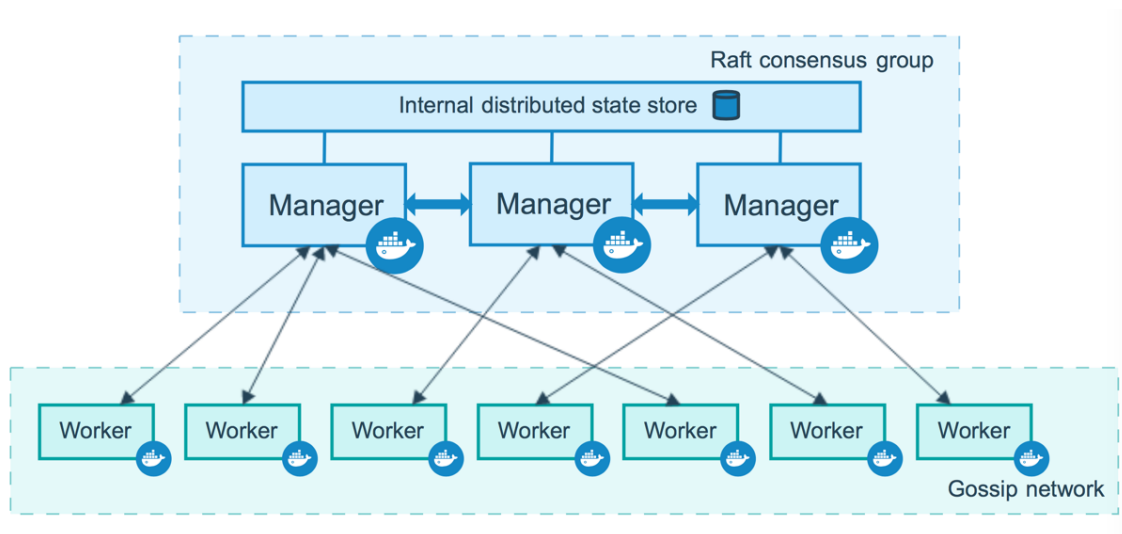 Raft consensus group
Internal distributed state store
Manager Manager Manager
Worker Worker Worker Worker Worker Worker Worker
Gossip network